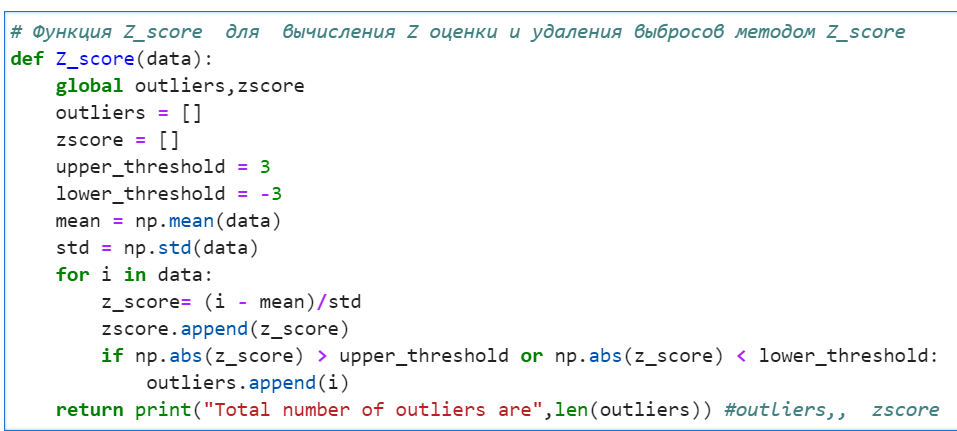 # Функция Z_score  для  вычисления Z оценки и удаления выбросов методом Z_score
def Z_score(data):
    global outliers,zscore
    outliers = []
    zscore = []
    upper_threshold = 3
    lower_threshold = -3
    mean = np.mean(data)
    std = np.std(data)
    for i in data:
        z_score= (i - mean)/std
        zscore.append(z_score)
        if np.abs(z_score) > upper_threshold or np.abs(z_score) < lower_threshold:
            outliers.append(i)
    return print("Total number of outliers are",len(outliers)) #outliers,,  zscore